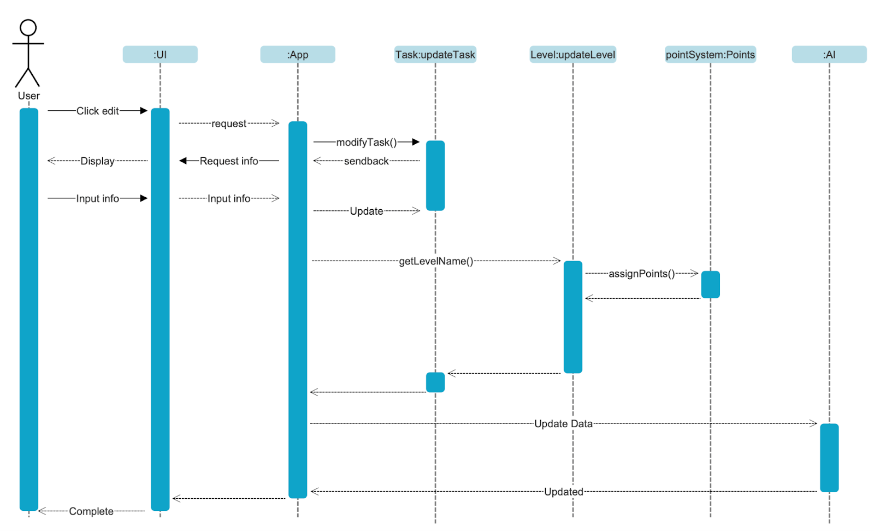 :UI
:App
Task:updateTask
Level:updateLevel
pointSystem:Points
:AI
User
Click edit
request
modifyTask()
Display
Request info
sendback
Input info
Input info
Update
getLevelName()
assignPoints()
Update Data
Updated
Complete